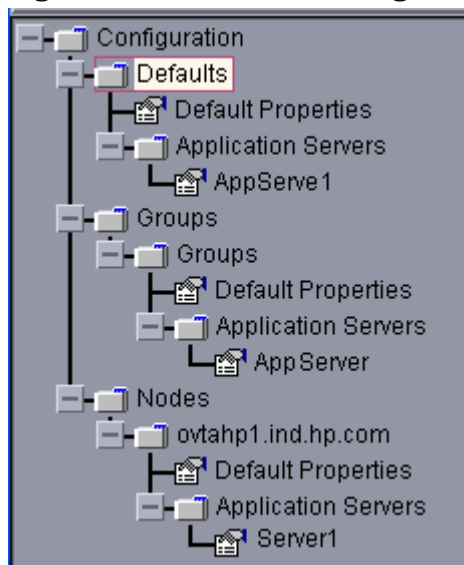 Configuration
Defaults
Default Properties
Application Servers
AppServe1
Groups
Groups
Default Properties
Application Servers
AppServer
Nodes
ovtahp1.ind.hp.com
Default Properties
Application Servers
Server1